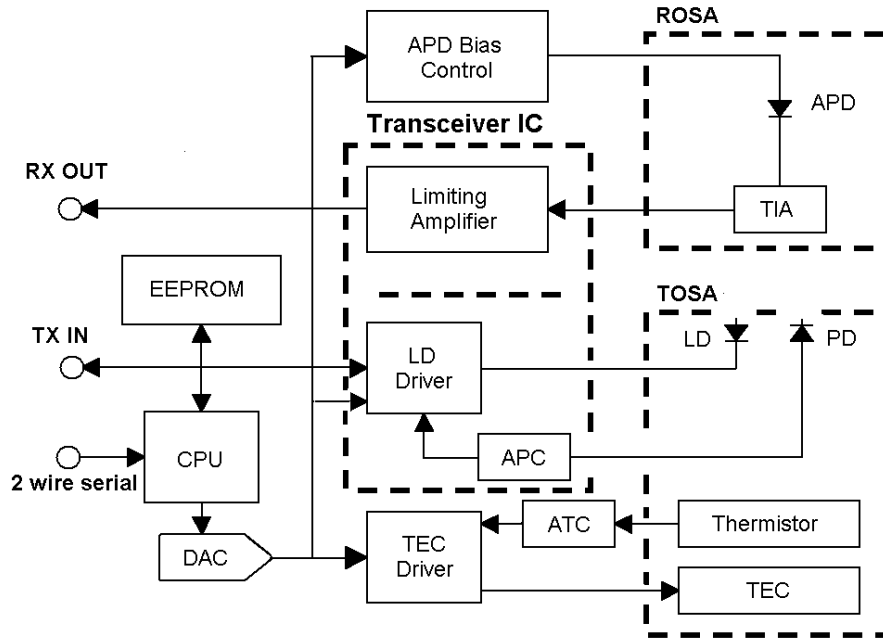 ROSA
APD Bias
Control
APD
Transceiver IC
RX OUT
Limiting
Amplifier
TIA
EEPROM
TOSA
TX IN
LD
Driver
LD
PD
CPU
APC
2 wire serial
DAC
TEC
Driver
ATC
Thermistor
TEC